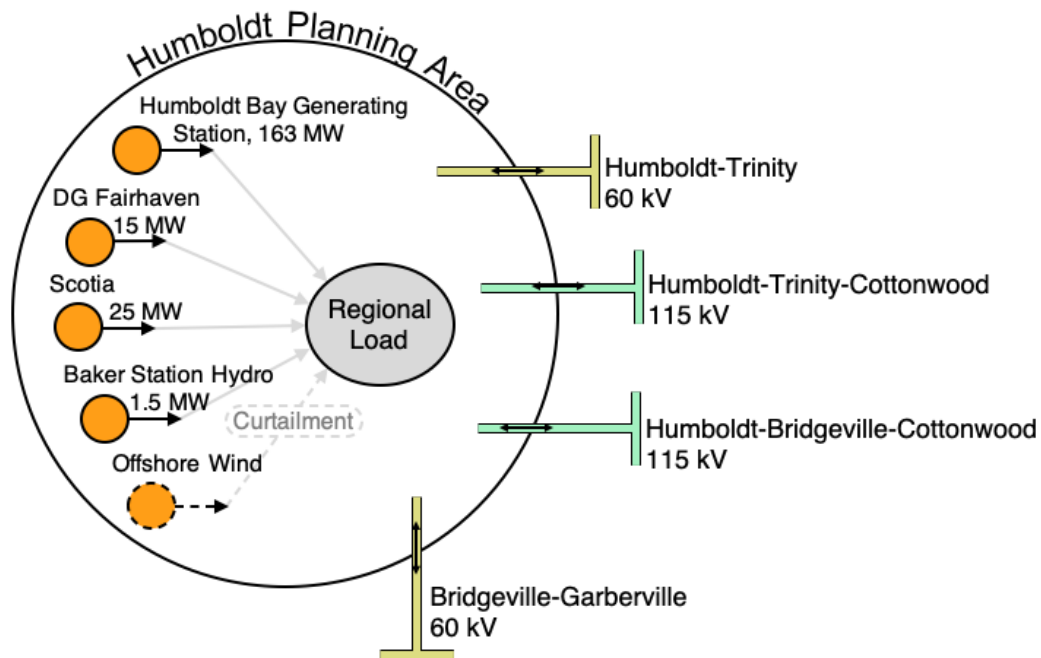 Humboldt Planning Area
Humboldt Bay Generating
Station, 163 MW
DG Fairhaven
15 MW
Scotia
25 MW
Baker Station Hydro
1.5 MW
Curtailment
Offshore Wind
Regional
Load
Humboldt-Trinity
60 kV
Humboldt-Trinity-Cottonwood
115 kV
Humboldt-Bridgeville-Cottonwood
115 kV
Bridgeville-Garberville
60 kV